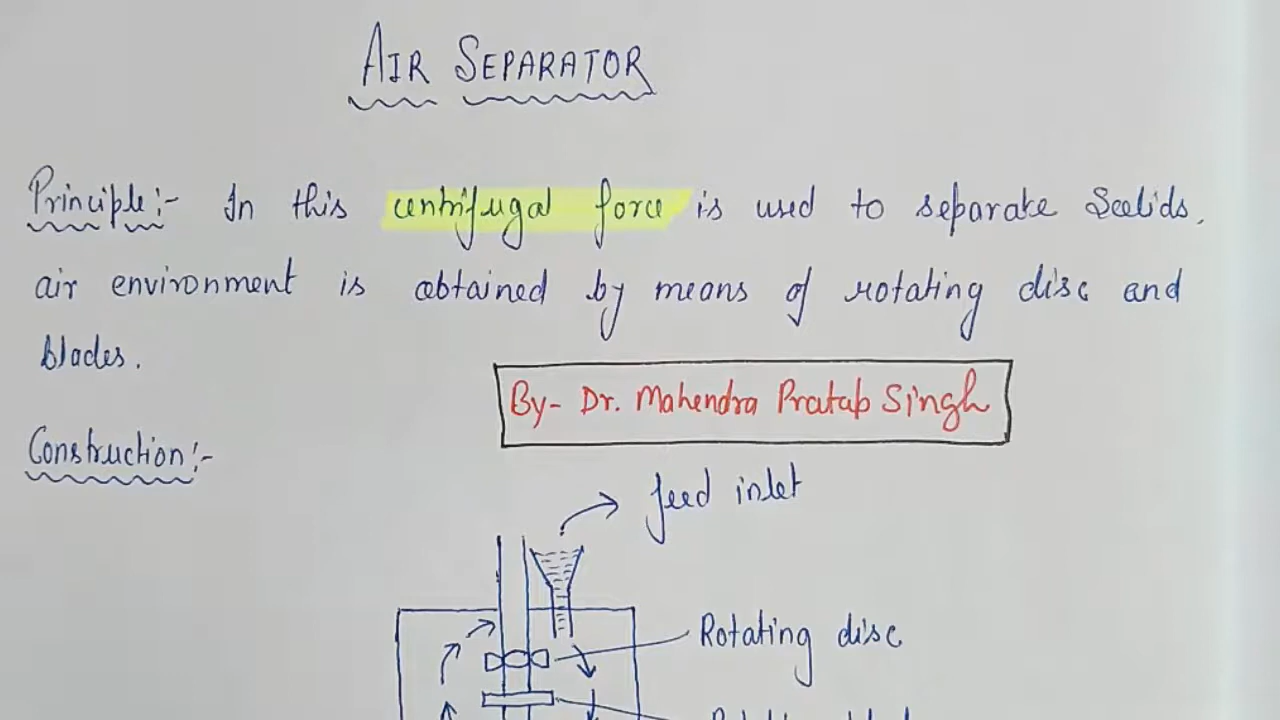 AIR SEPARATOR
Principle:- In this centrifugal force is used to separate Solids,
air environment is obtained by means of rotating disc and
blades.
By- Dr. Mahendra Pratap Singh
Construction:-
feed inlet
Rotating disc